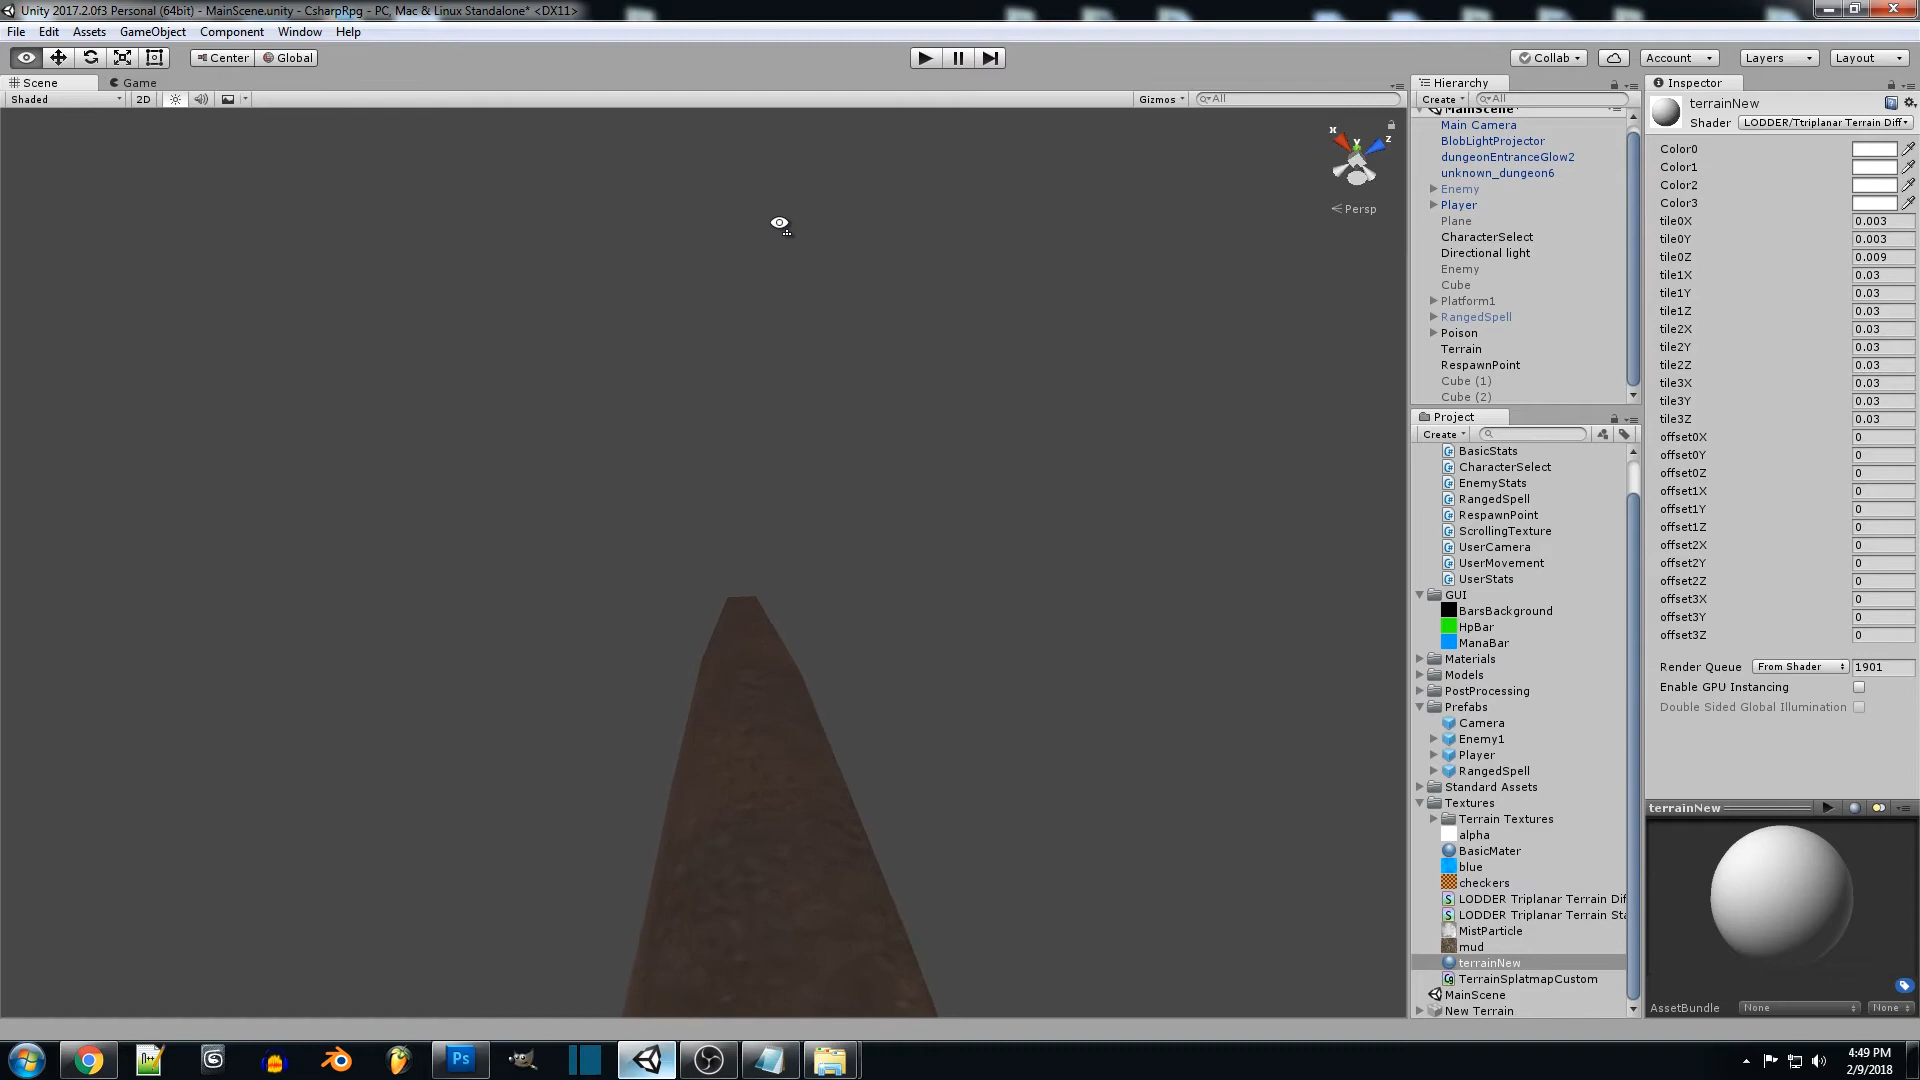 Unity 2017.2.0f3 Personal (64bit) - MainScene.unity - CsharpRpg - PC, Mac & Linux Standalone* <DX11>
File Edit Assets GameObject Component Window Help
Center Global Collab Account Layers Layout
Scene Game
Shaded 2D Gizmos All
x y z
Persp
Hierarchy
Create All
MainScene*
Main Camera
BlobLightProjector
dungeonEntranceGlow2
unknown_dungeon6
Enemy
Player
Plane
CharacterSelect
Directional light
Enemy
Cube
Platform1
RangedSpell
Poison
Terrain
RespawnPoint
Cube (1)
Cube (2)
Project
Create
BasicStats
CharacterSelect
EnemyStats
RangedSpell
RespawnPoint
ScrollingTexture
UserCamera
UserMovement
UserStats
GUI
BarsBackground
HpBar
ManaBar
Materials
Models
PostProcessing
Prefabs
Camera
Enemy1
Player
RangedSpell
Standard Assets
Textures
Terrain Textures
alpha
BasicMater
blue
checkers
LODDER Triplanar Terrain Dif
LODDER Triplanar Terrain Sta
MistParticle
mud
terrainNew
TerrainSplatmapCustom
MainScene
New Terrain
Inspector
terrainNew
Shader LODDER/Ttriplanar Terrain Diff
Color0
Color1
Color2
Color3
tile0X 0.003
tile0Y 0.003
tile0Z 0.009
tile1X 0.03
tile1Y 0.03
tile1Z 0.03
tile2X 0.03
tile2Y 0.03
tile2Z 0.03
tile3X 0.03
tile3Y 0.03
tile3Z 0.03
offset0X 0
offset0Y 0
offset0Z 0
offset1X 0
offset1Y 0
offset1Z 0
offset2X 0
offset2Y 0
offset2Z 0
offset3X 0
offset3Y 0
offset3Z 0
Render Queue From Shader 1901
Enable GPU Instancing
Double Sided Global Illumination
terrainNew
AssetBundle None None
Ps
4:49 PM
2/9/2018